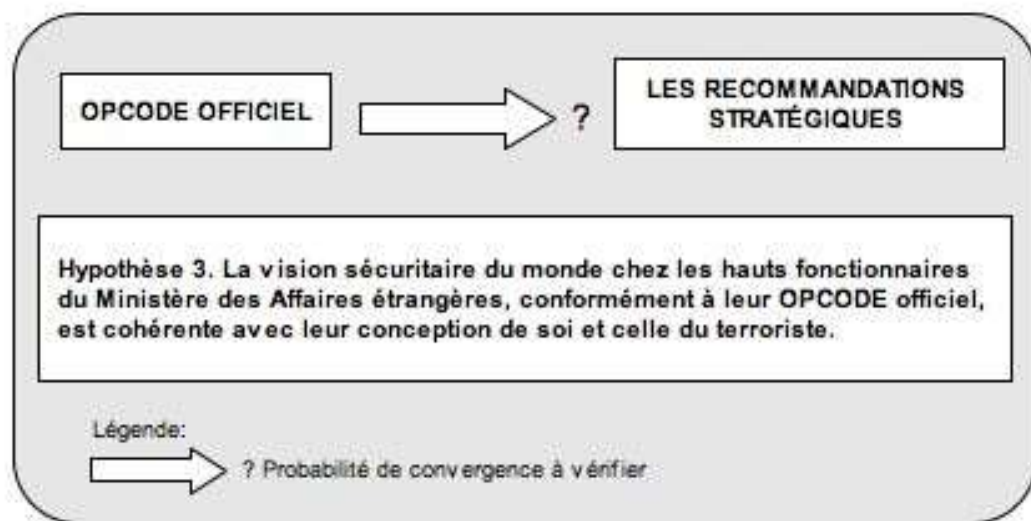 OPCODE OFFICIEL
?
LES RECOMMANDATIONS
STRATÉGIQUES
Hypothèse 3. La vision sécuritaire du monde chez les hauts fonctionnaires
du Ministère des Affaires étrangères, conformément à leur OPCODE officiel,
est cohérente avec leur conception de soi et celle du terroriste.
Légende:
? Probabilité de convergence à vérifier